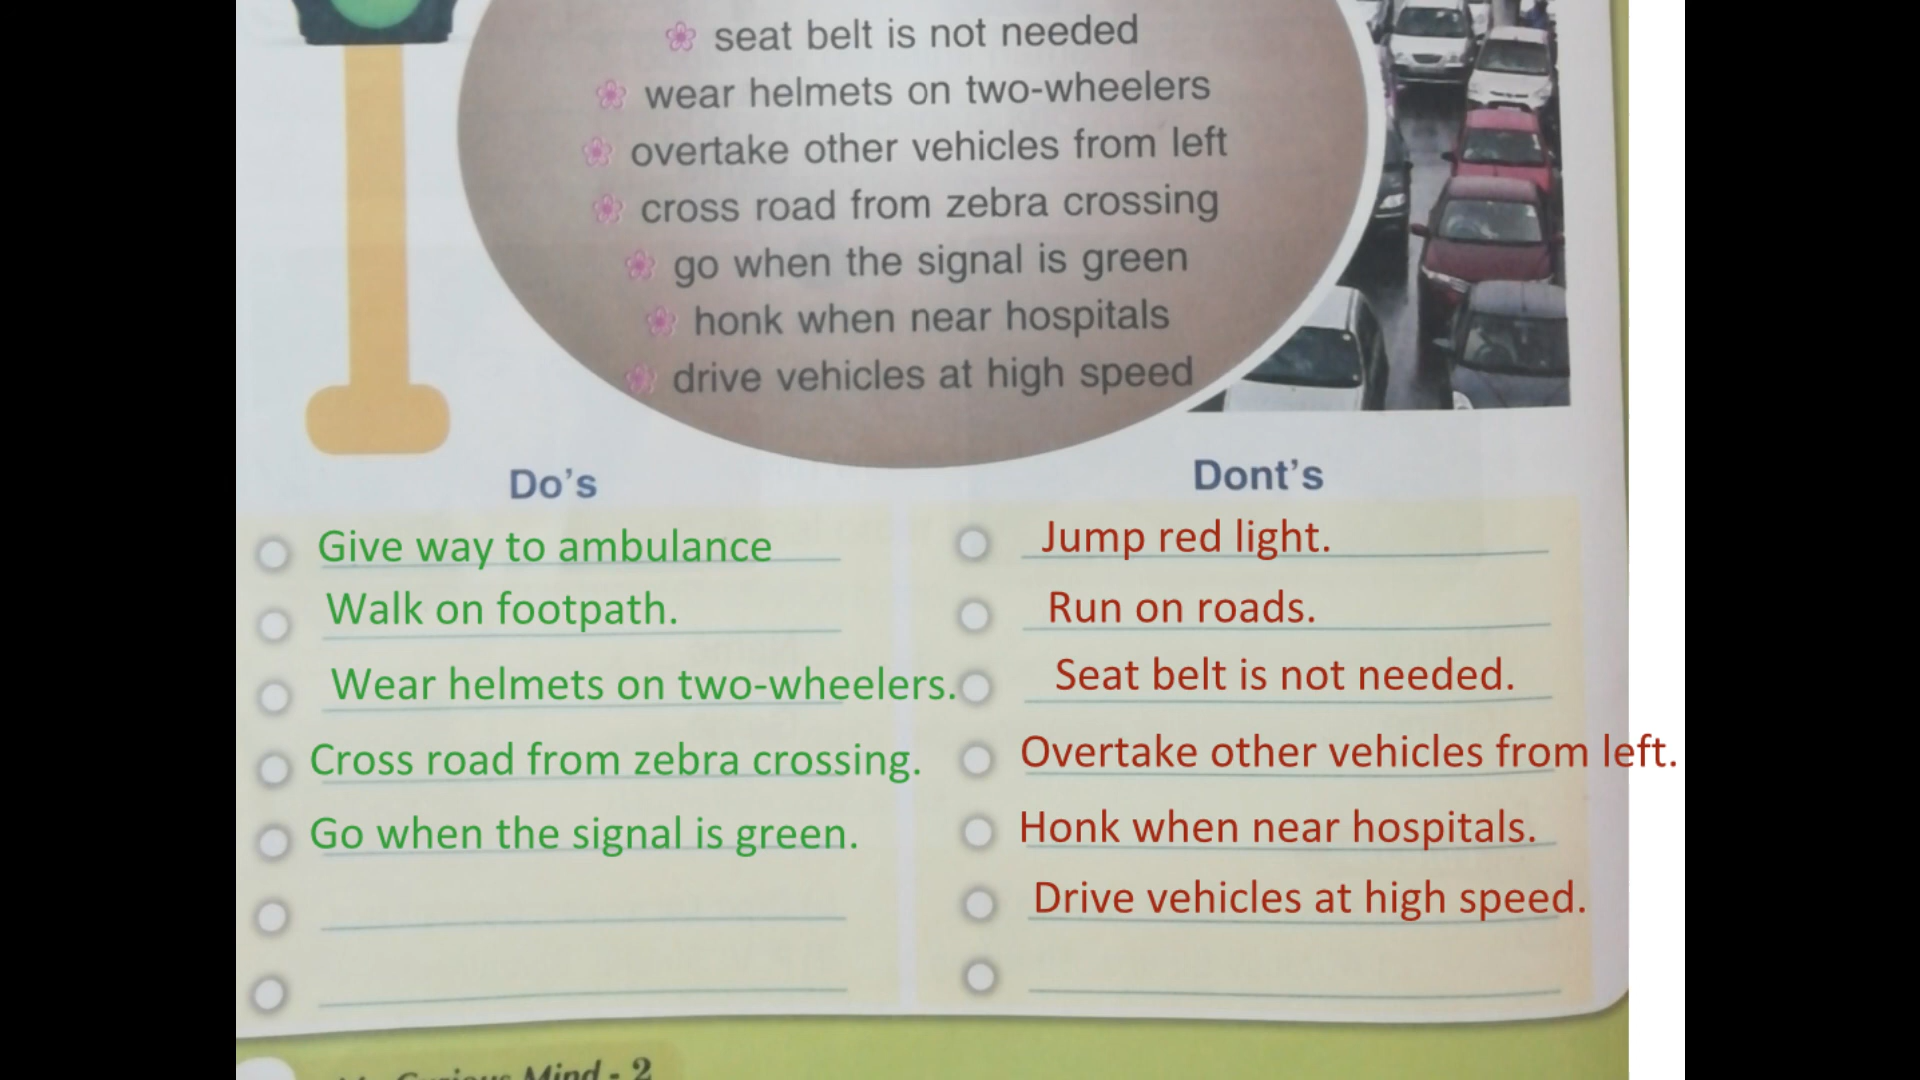 seat belt is not needed
wear helmets on two-wheelers
overtake other vehicles from left
cross road from zebra crossing
go when the signal is green
honk when near hospitals
drive vehicles at high speed
Do's
Give way to ambulance
Walk on footpath.
Wear helmets on two-wheelers.
Cross road from zebra crossing.
Go when the signal is green.
Dont's
Jump red light.
Run on roads.
Seat belt is not needed.
Overtake other vehicles from left.
Honk when near hospitals.
Drive vehicles at high speed.
Curious Mind - 2